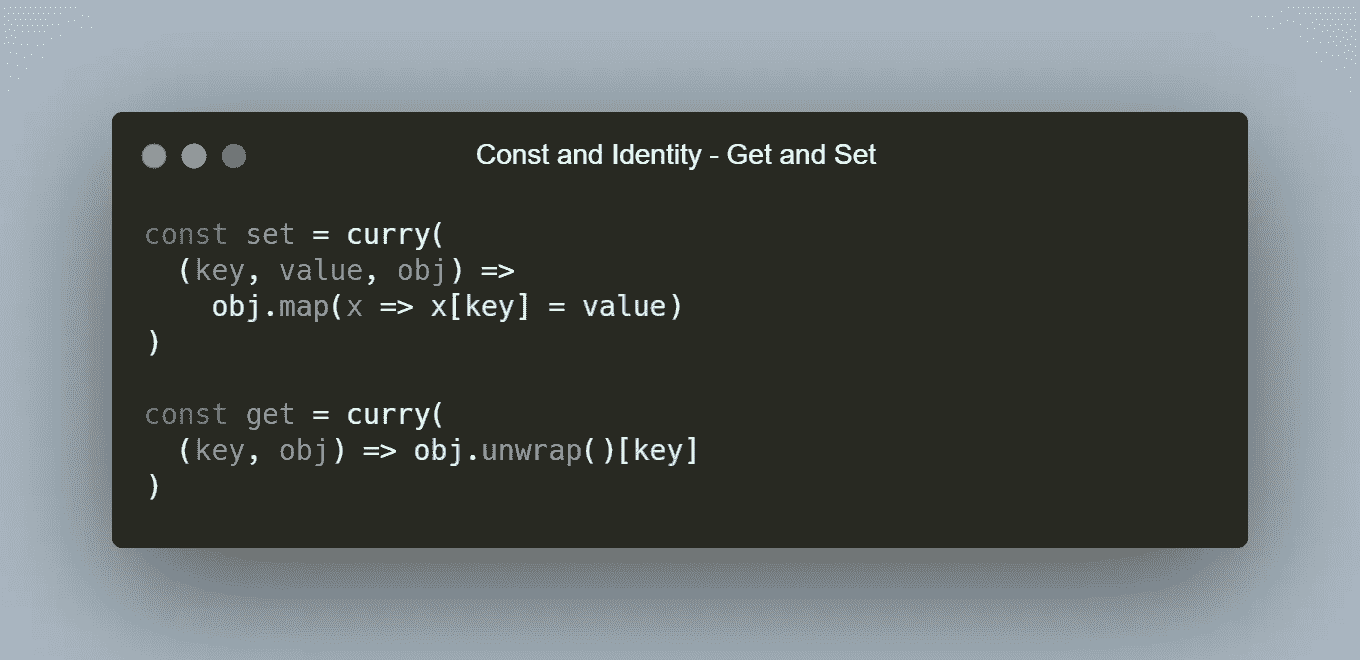 Const and Identity - Get and Set
const set = curry(
  (key, value, obj) =>
    obj.map(x => x[key] = value)
)
const get = curry(
  (key, obj) => obj.unwrap()[key]
)